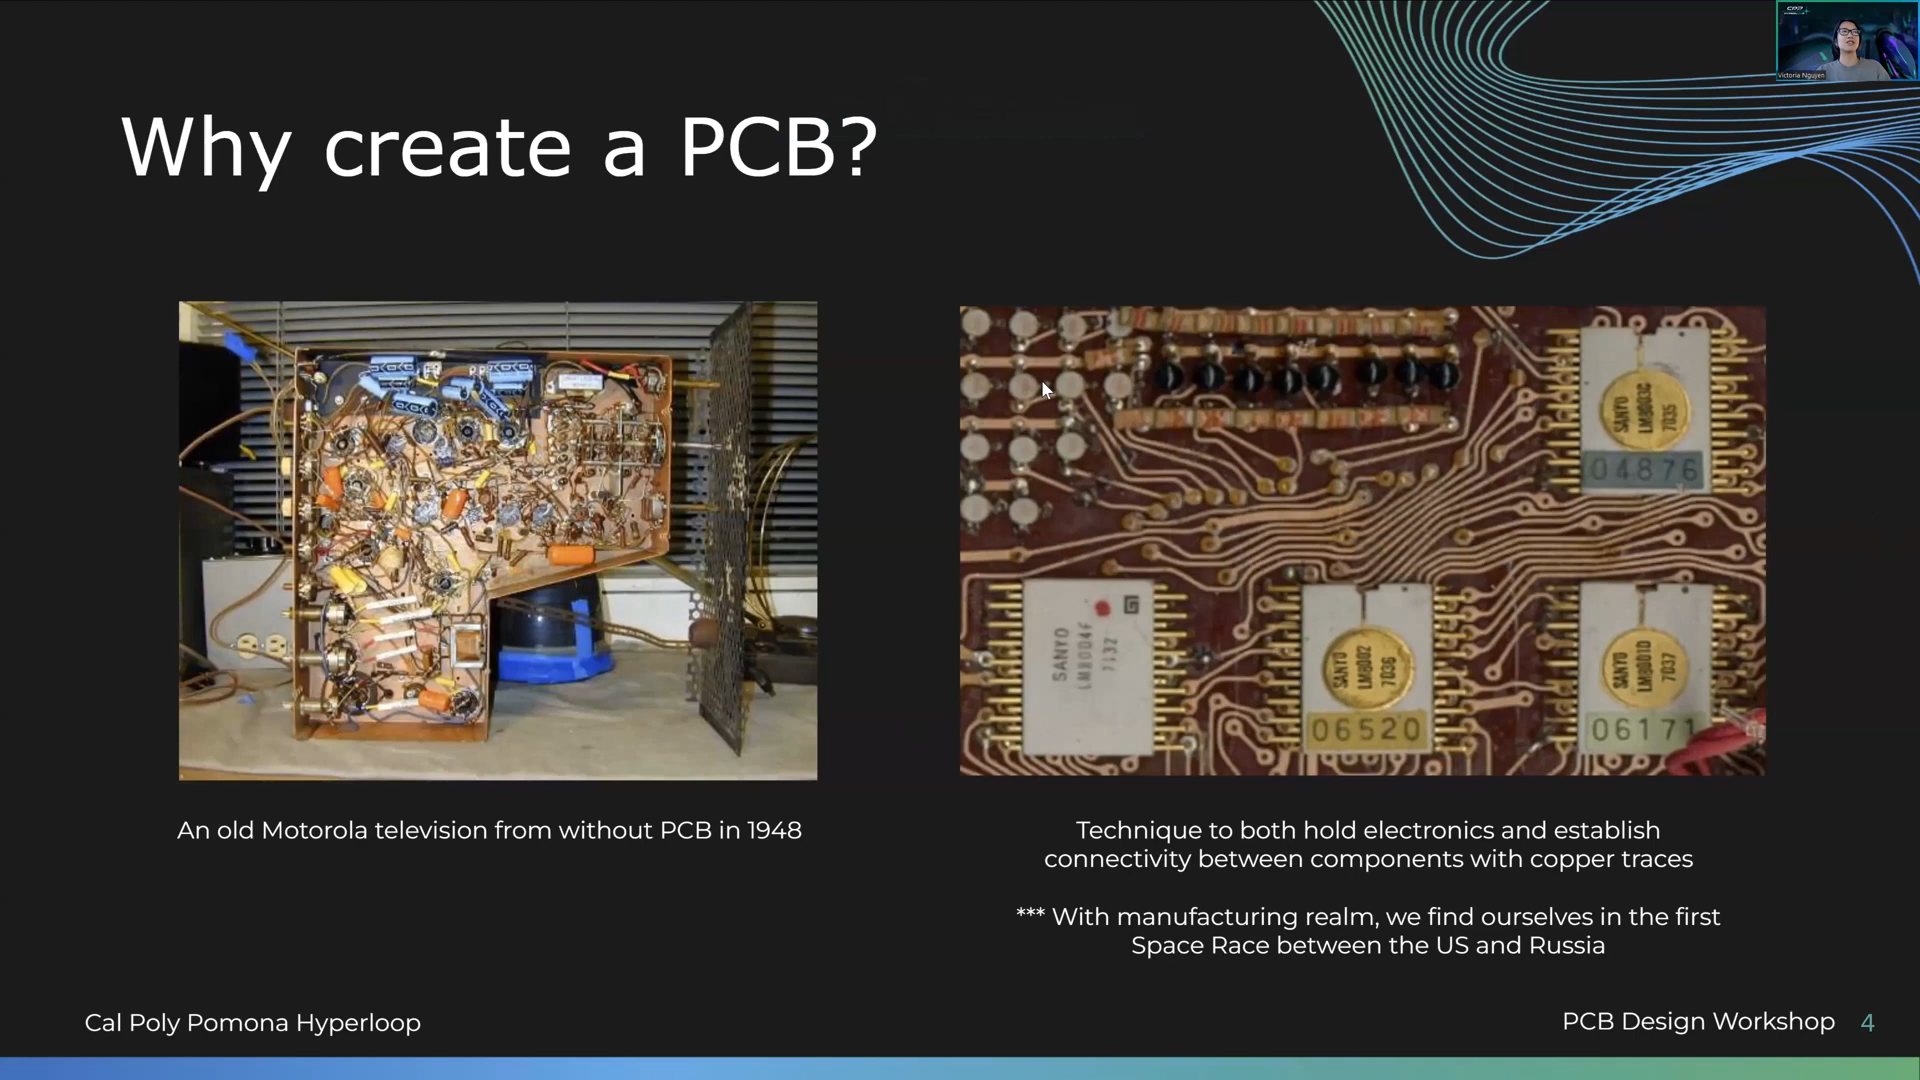 CPP
Victoria Nguyen
Why create a PCB?
SANYO
LM8003C
7035
04876
SANYO
LM8004F
7132
SANYO
LM8002
7036
06520
SANYO
LM8001D
7037
06171
An old Motorola television from without PCB in 1948
Technique to both hold electronics and establish
connectivity between components with copper traces
*** With manufacturing realm, we find ourselves in the first
Space Race between the US and Russia
Cal Poly Pomona Hyperloop
PCB Design Workshop 4